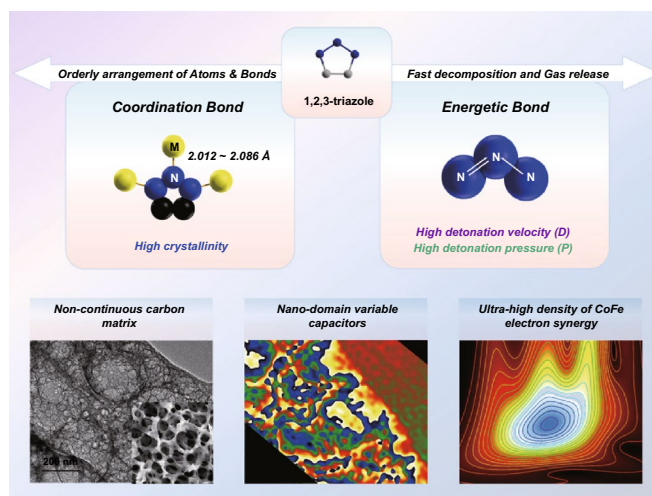 Orderly arrangement of Atoms & Bonds
1,2,3-triazole
Fast decomposition and Gas release
Coordination Bond
M
2.012 ~ 2.086 Å
N
High crystallinity
Energetic Bond
N
N
N
High detonation velocity (D)
High detonation pressure (P)
Non-continuous carbon
matrix
Nano-domain variable
capacitors
Ultra-high density of CoFe
electron synergy
200 nm